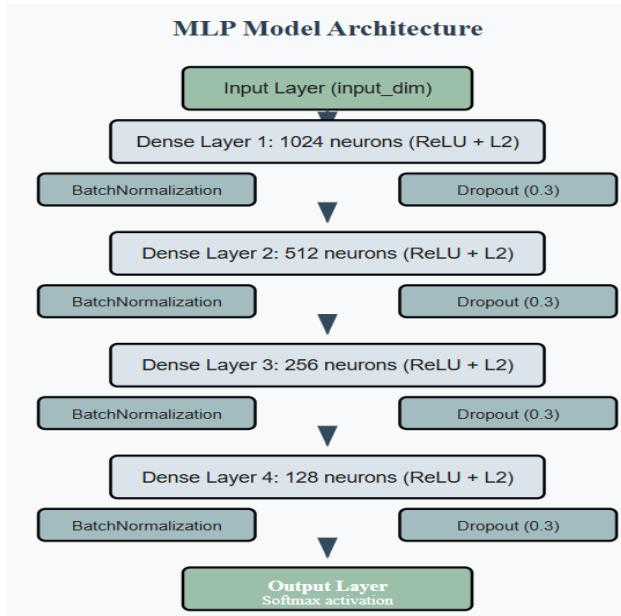 MLP Model Architecture
Input Layer (input_dim)
Dense Layer 1: 1024 neurons (ReLU + L2)
BatchNormalization
Dropout (0.3)
Dense Layer 2: 512 neurons (ReLU + L2)
BatchNormalization
Dropout (0.3)
Dense Layer 3: 256 neurons (ReLU + L2)
BatchNormalization
Dropout (0.3)
Dense Layer 4: 128 neurons (ReLU + L2)
BatchNormalization
Dropout (0.3)
Output Layer
Softmax activation